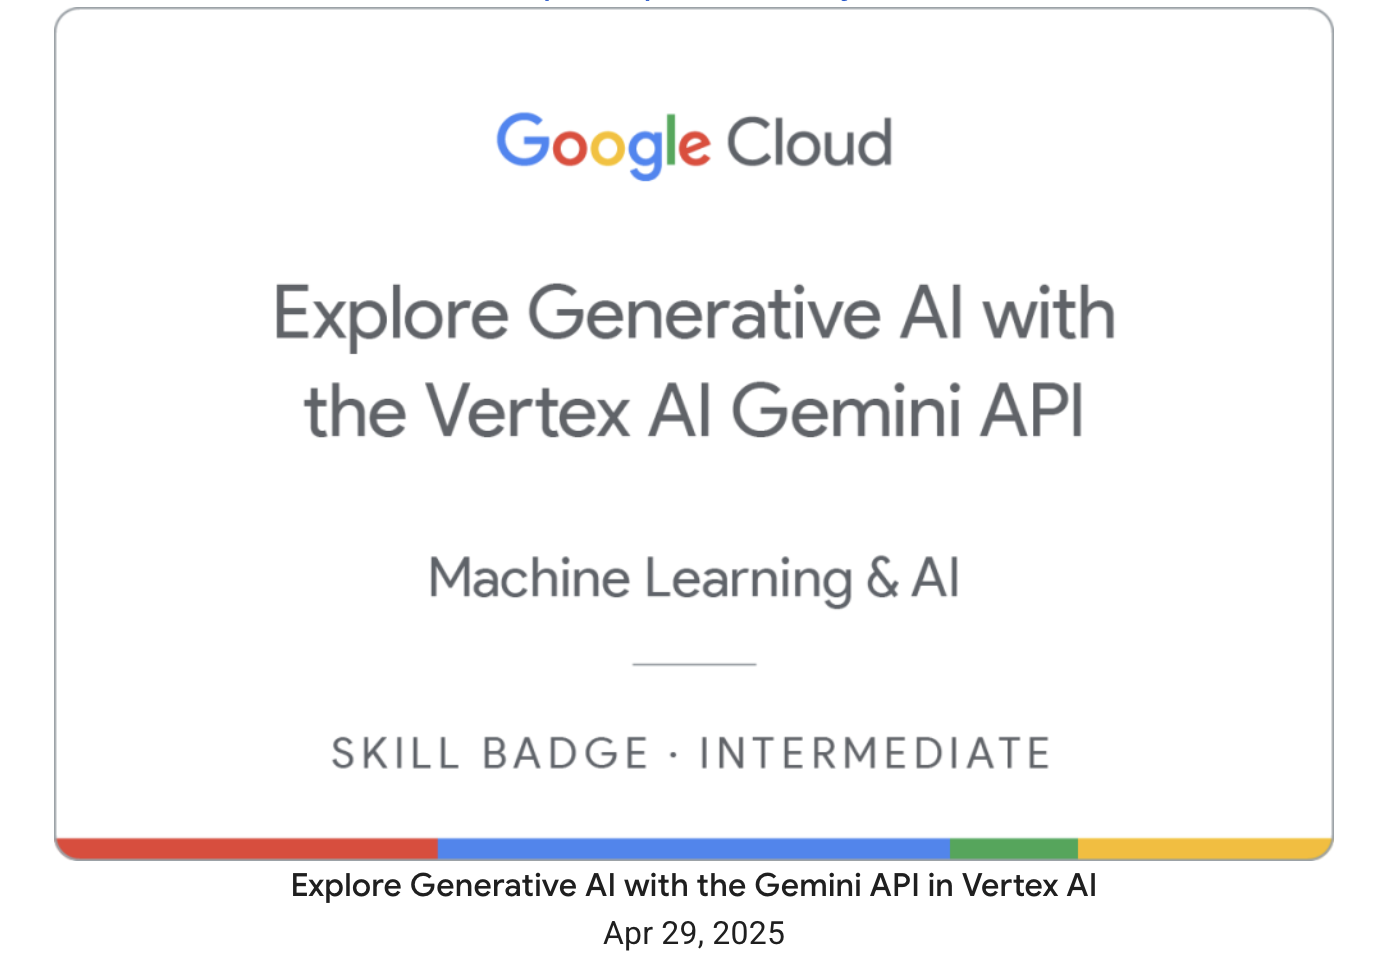 Google Cloud
Explore Generative AI with
the Vertex AI Gemini API
Machine Learning & AI
SKILL BADGE · INTERMEDIATE
Explore Generative AI with the Gemini API in Vertex AI
Apr 29, 2025